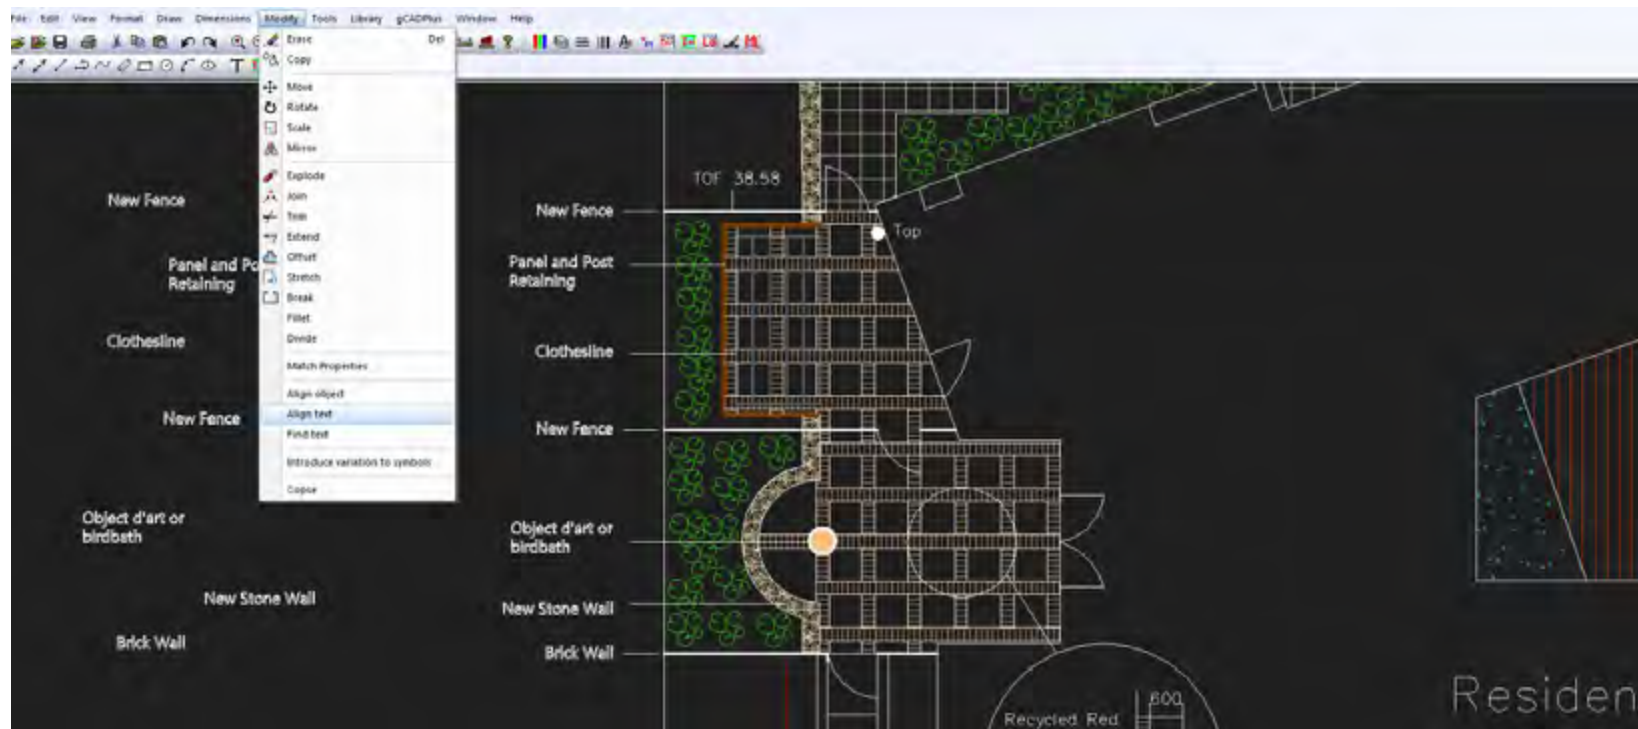 File Edit View Format Draw Dimensions Modify Tools Library gCADPlus Window Help
Erase Del
Copy
Move
Rotate
Scale
Mirror
Explode
Join
Trim
Extend
Offset
Stretch
Break
Fillet
Divide
Match Properties
Align object
Align text
Find text
Introduce variation to symbols
Copse
New Fence
Panel and Po
Retaining
Clothesline
New Fence
Object d'art or
birdbath
New Stone Wall
Brick Wall
TOF 38.58
New Fence
Top
Panel and Post
Retaining
Clothesline
New Fence
Object d'art or
birdbath
New Stone Wall
Brick Wall
600
Recycled Red
Residen